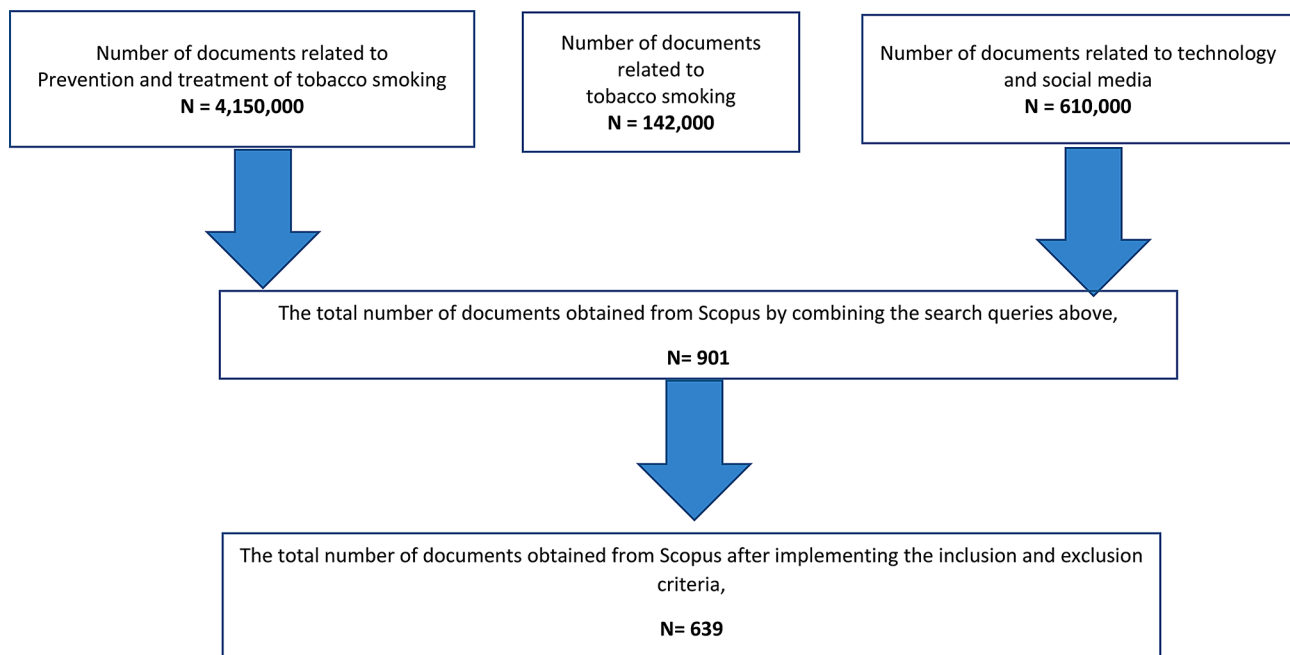 Number of documents related to
Prevention and treatment of tobacco smoking
N = 4,150,000
Number of documents
related to
tobacco smoking
N = 142,000
Number of documents related to technology
and social media
N = 610,000
The total number of documents obtained from Scopus by combining the search queries above,
N= 901
The total number of documents obtained from Scopus after implementing the inclusion and exclusion
criteria,
N= 639